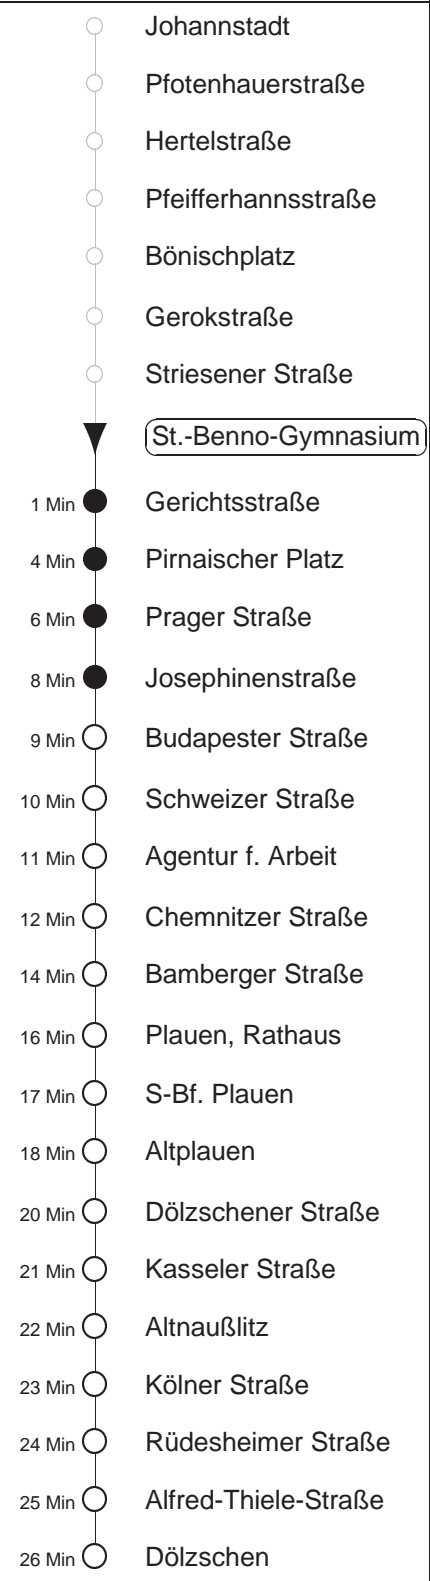 Johannstadt
Pfotenhauerstraße
Hertelstraße
Pfeifferhannsstraße
Bönischplatz
Gerokstraße
Striesener Straße
St.-Benno-Gymnasium
1 Min Gerichtsstraße
4 Min Pirnaischer Platz
6 Min Prager Straße
8 Min Josephinenstraße
9 Min Budapester Straße
10 Min Schweizer Straße
11 Min Agentur f. Arbeit
12 Min Chemnitzer Straße
14 Min Bamberger Straße
16 Min Plauen, Rathaus
17 Min S-Bf. Plauen
18 Min Altplauen
20 Min Dölzschener Straße
21 Min Kasseler Straße
22 Min Altnaußlitz
23 Min Kölner Straße
24 Min Rüdesheimer Straße
25 Min Alfred-Thiele-Straße
26 Min Dölzschen